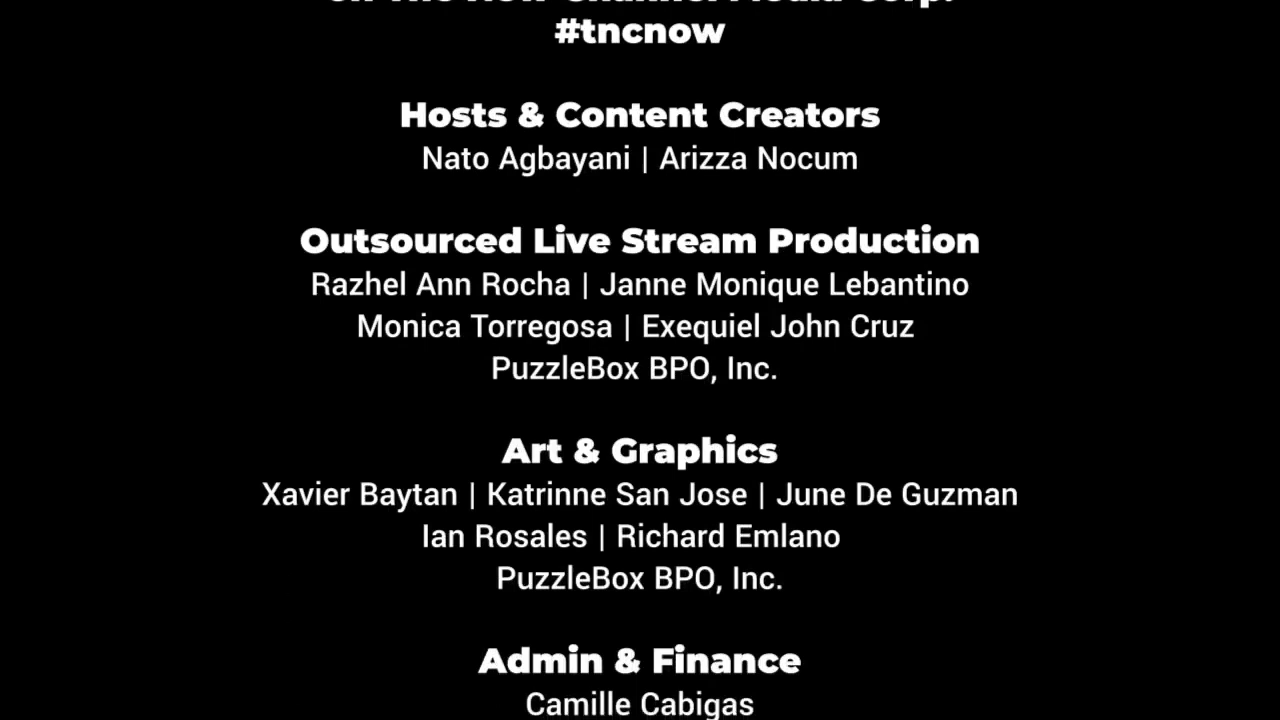 #tncnow
Hosts & Content Creators
Nato Agbayani | Arizza Nocum
Outsourced Live Stream Production
Razhel Ann Rocha | Janne Monique Lebantino
Monica Torregosa | Exequiel John Cruz
PuzzleBox BPO, Inc.
Art & Graphics
Xavier Baytan | Katrinne San Jose | June De Guzman
Ian Rosales | Richard Emlano
PuzzleBox BPO, Inc.
Admin & Finance
Camille Cabigas